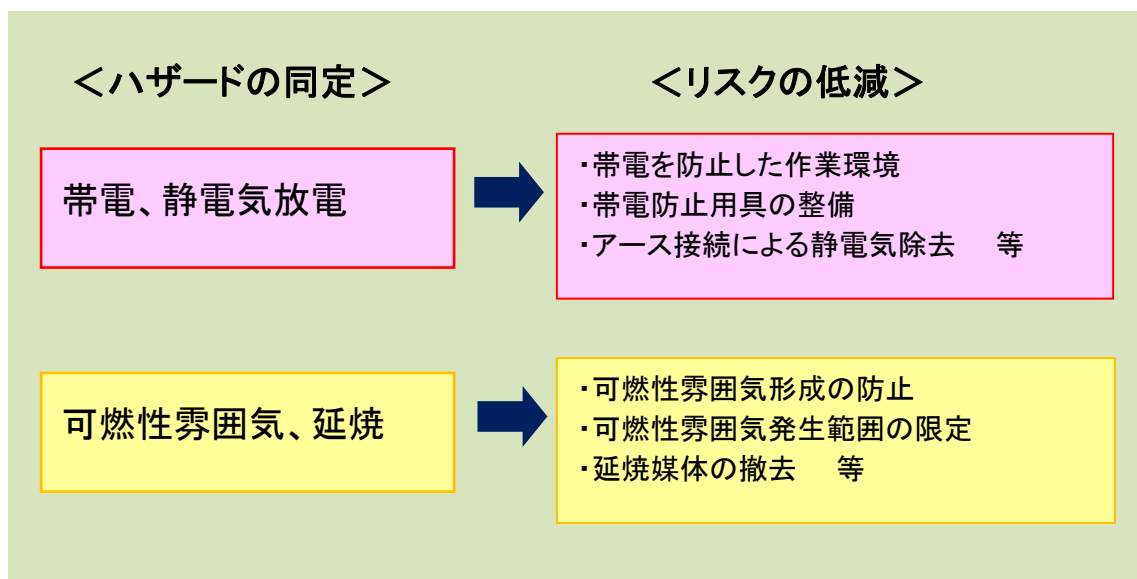 ＜ハザードの同定＞
＜リスクの低減＞
帯電、静電気放電
・帯電を防止した作業環境
・帯電防止用具の整備
・アース接続による静電気除去　等
可燃性雰囲気、延焼
・可燃性雰囲気形成の防止
・可燃性雰囲気発生範囲の限定
・延焼媒体の撤去　等